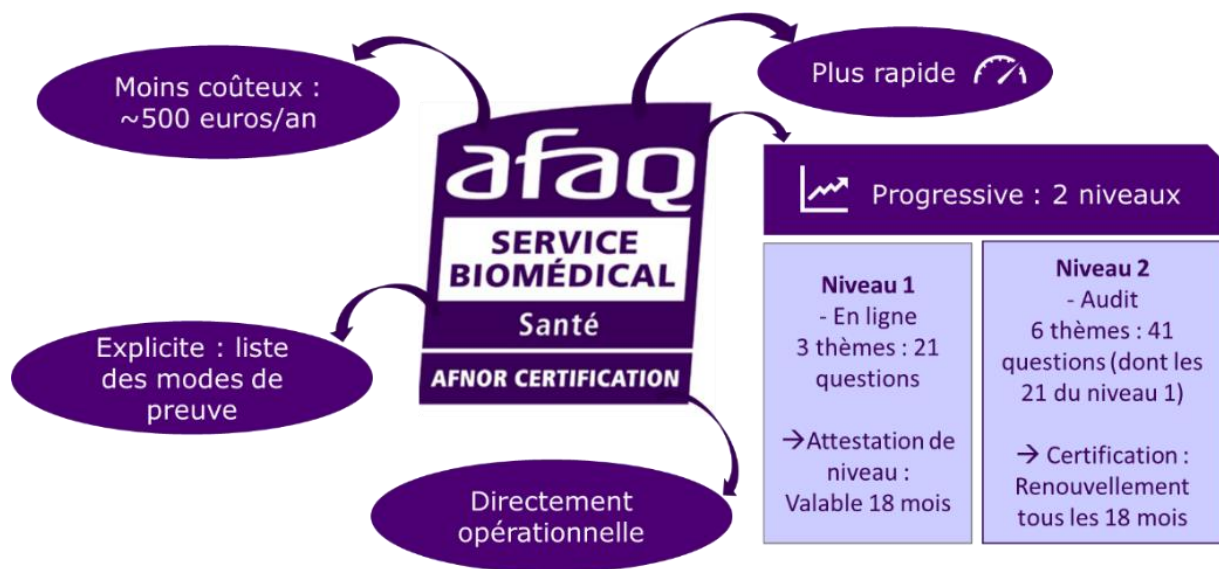 Moins coûteux :
~500 euros/an
Plus rapide
afaq
SERVICE
BIOMÉDICAL
Santé
AFNOR CERTIFICATION
Explicite : liste
des modes de
preuve
Directement
opérationnelle
Progressive : 2 niveaux
Niveau 1
- En ligne
3 thèmes : 21
questions
→Attestation de
niveau :
Valable 18 mois
Niveau 2
- Audit
6 thèmes : 41
questions (dont les
21 du niveau 1)
→ Certification :
Renouvellement
tous les 18 mois